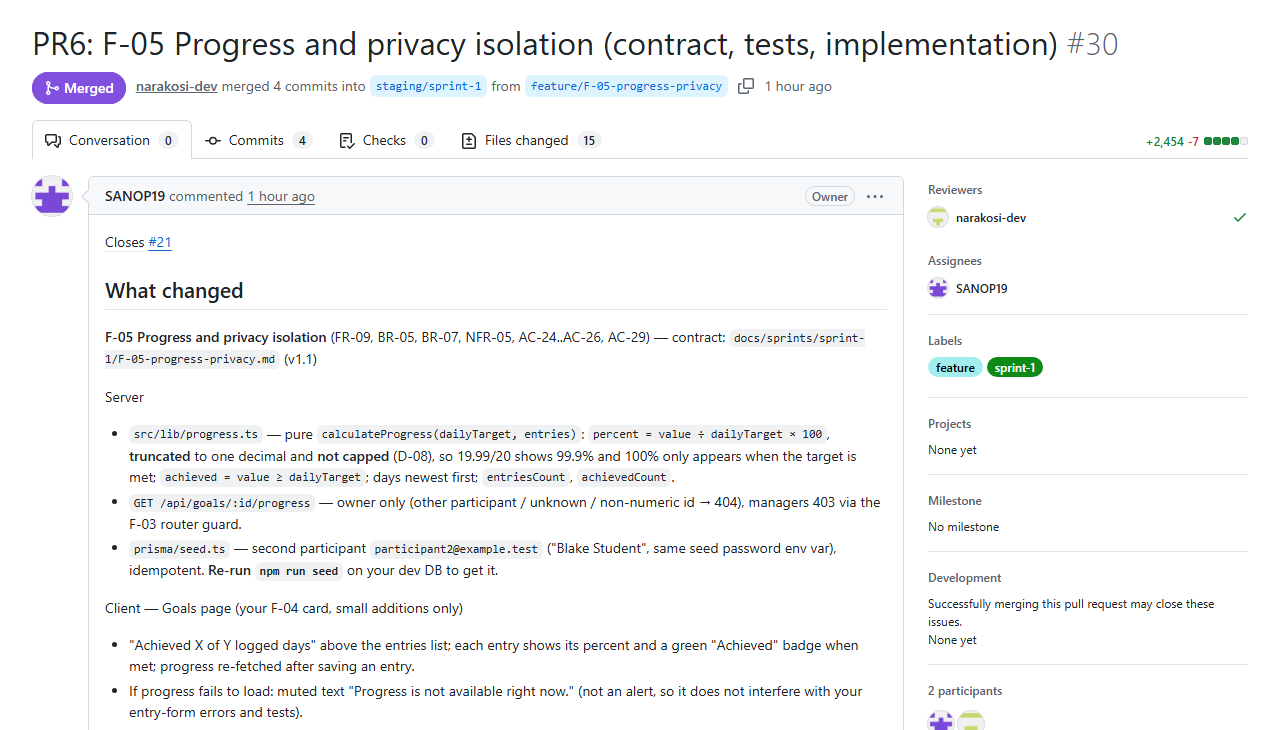 PR6: F-05 Progress and privacy isolation (contract, tests, implementation) #30
Merged narakosi-dev merged 4 commits into staging/sprint-1 from feature/F-05-progress-privacy 1 hour ago
Conversation 0 Commits 4 Checks 0 Files changed 15 +2,454 -7
SANOP19 commented 1 hour ago Owner
Closes #21
What changed
F-05 Progress and privacy isolation (FR-09, BR-05, BR-07, NFR-05, AC-24..AC-26, AC-29) — contract: docs/sprints/sprint-
1/F-05-progress-privacy.md (v1.1)
Server
src/lib/progress.ts — pure calculateProgress(dailyTarget, entries): percent = value ÷ dailyTarget × 100,
truncated to one decimal and not capped (D-08), so 19.99/20 shows 99.9% and 100% only appears when the target is
met; achieved = value ≥ dailyTarget; days newest first; entriesCount, achievedCount.
GET /api/goals/:id/progress — owner only (other participant / unknown / non-numeric id → 404), managers 403 via the
F-03 router guard.
prisma/seed.ts — second participant participant2@example.test ("Blake Student", same seed password env var),
idempotent. Re-run npm run seed on your dev DB to get it.
Client — Goals page (your F-04 card, small additions only)
"Achieved X of Y logged days" above the entries list; each entry shows its percent and a green "Achieved" badge when
met; progress re-fetched after saving an entry.
If progress fails to load: muted text "Progress is not available right now." (not an alert, so it does not interfere with your
entry-form errors and tests).
Reviewers
narakosi-dev
Assignees
SANOP19
Labels
feature sprint-1
Projects
None yet
Milestone
No milestone
Development
Successfully merging this pull request may close these
issues.
None yet
2 participants